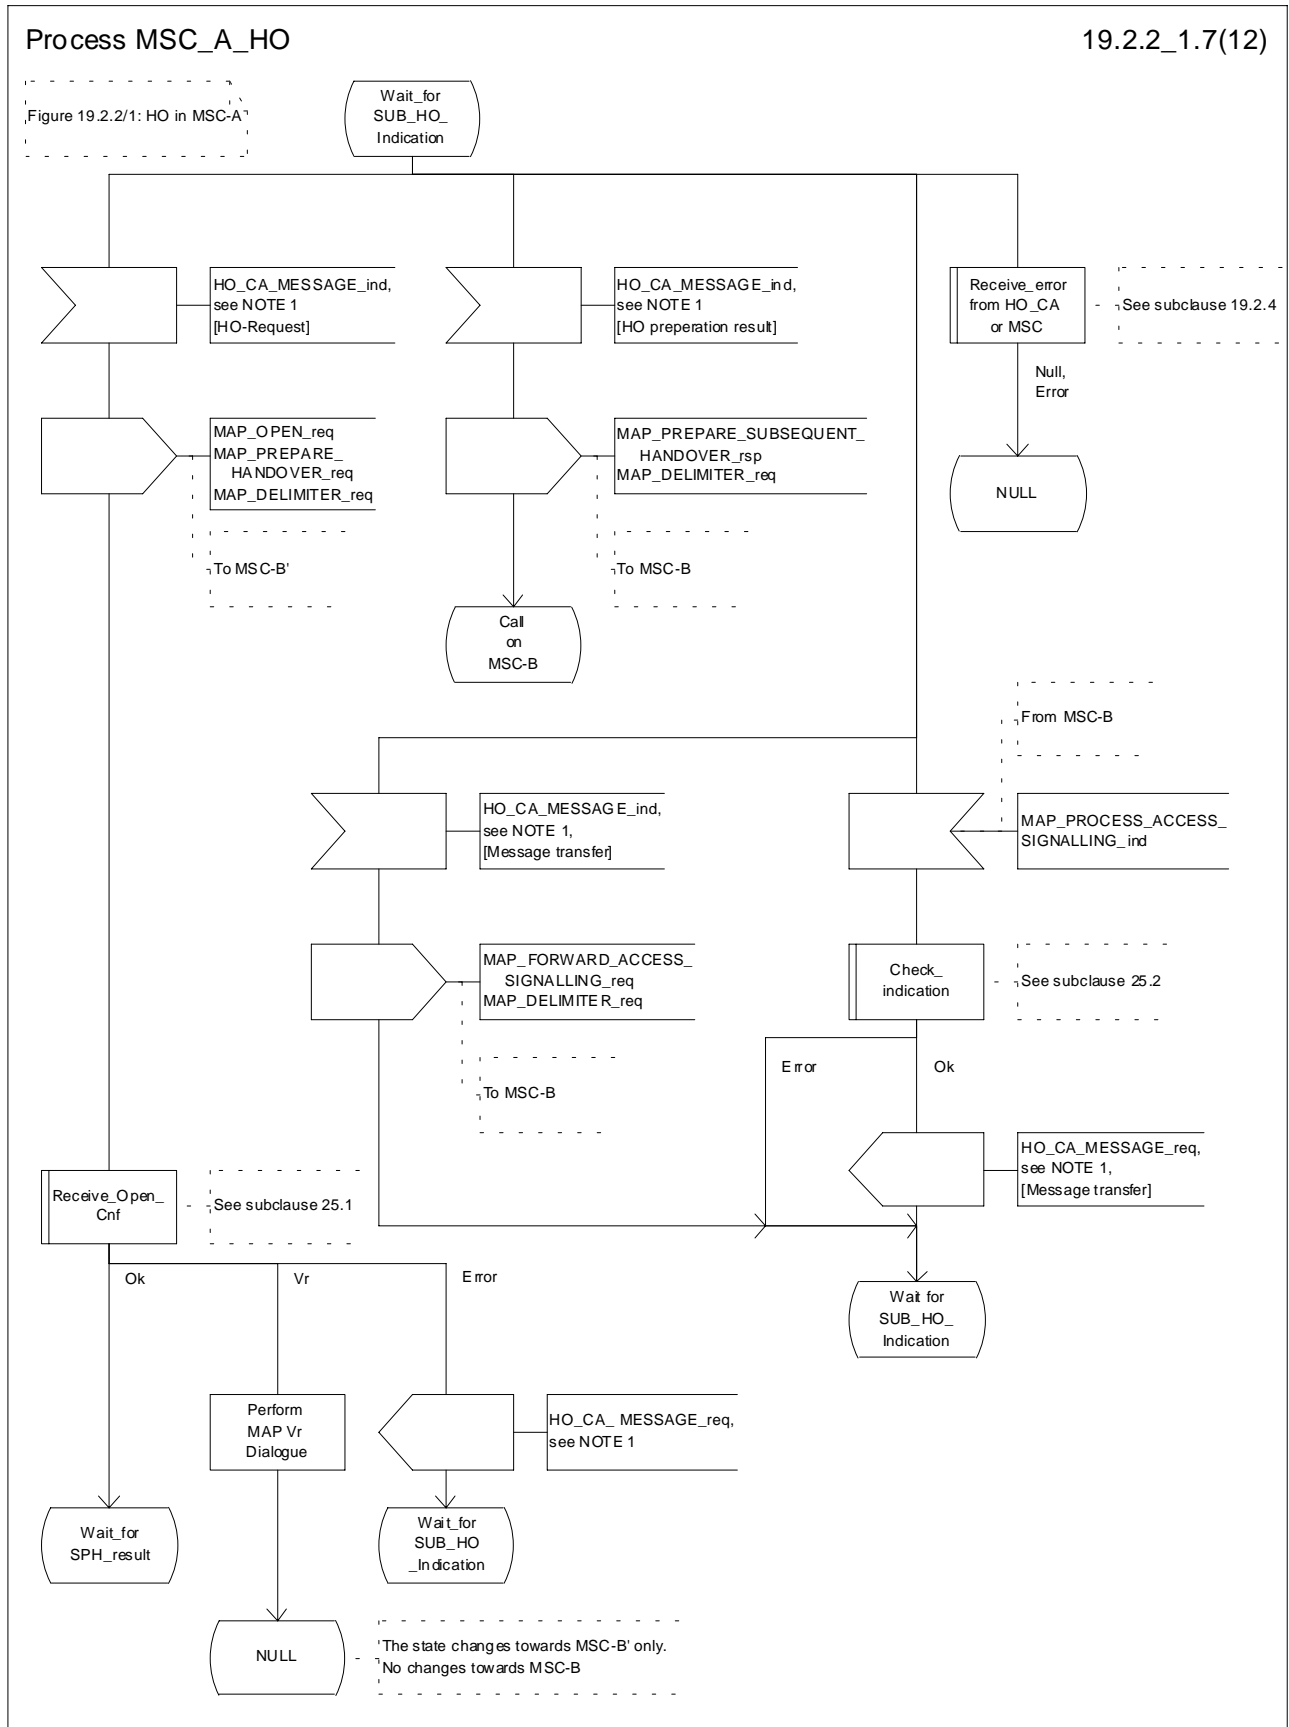 Process MSC_A_HO
19.2.2_1.7(12)
Figure 19.2.2/1: HO in MSC-A
Wait_for
SUB_HO_
Indication
HO_CA_MESSAGE_ind,
see NOTE 1
[HO-Request]
HO_CA_MESSAGE_ind,
see NOTE 1
[HO preperation result]
Receive_error
from HO_CA
or MSC
See subclause 19.2.4
Null,
Error
MAP_OPEN_req
MAP_PREPARE_
HANDOVER_req
MAP_DELIMITER_req
MAP_PREPARE_SUBSEQUENT_
HANDOVER_rsp
MAP_DELIMITER_req
NULL
To MSC-B'
To MSC-B
Call
on
MSC-B
From MSC-B
HO_CA_MESSAGE_ind,
see NOTE 1,
[Message transfer]
MAP_PROCESS_ACCESS_
SIGNALLING_ind
MAP_FORWARD_ACCESS_
SIGNALLING_req
MAP_DELIMITER_req
Check_
indication
See subclause 25.2
Error
Ok
To MSC-B
HO_CA_MESSAGE_req,
see NOTE 1,
[Message transfer]
Receive_Open_
Cnf
See subclause 25.1
Ok
Vr
Error
Wait for
SUB_HO_
Indication
Perform
MAP Vr
Dialogue
HO_CA_ MESSAGE_req,
see NOTE 1
Wait_for
SPH_result
Wait_for
SUB_HO
_Indication
NULL
The state changes towards MSC-B' only.
No changes towards MSC-B